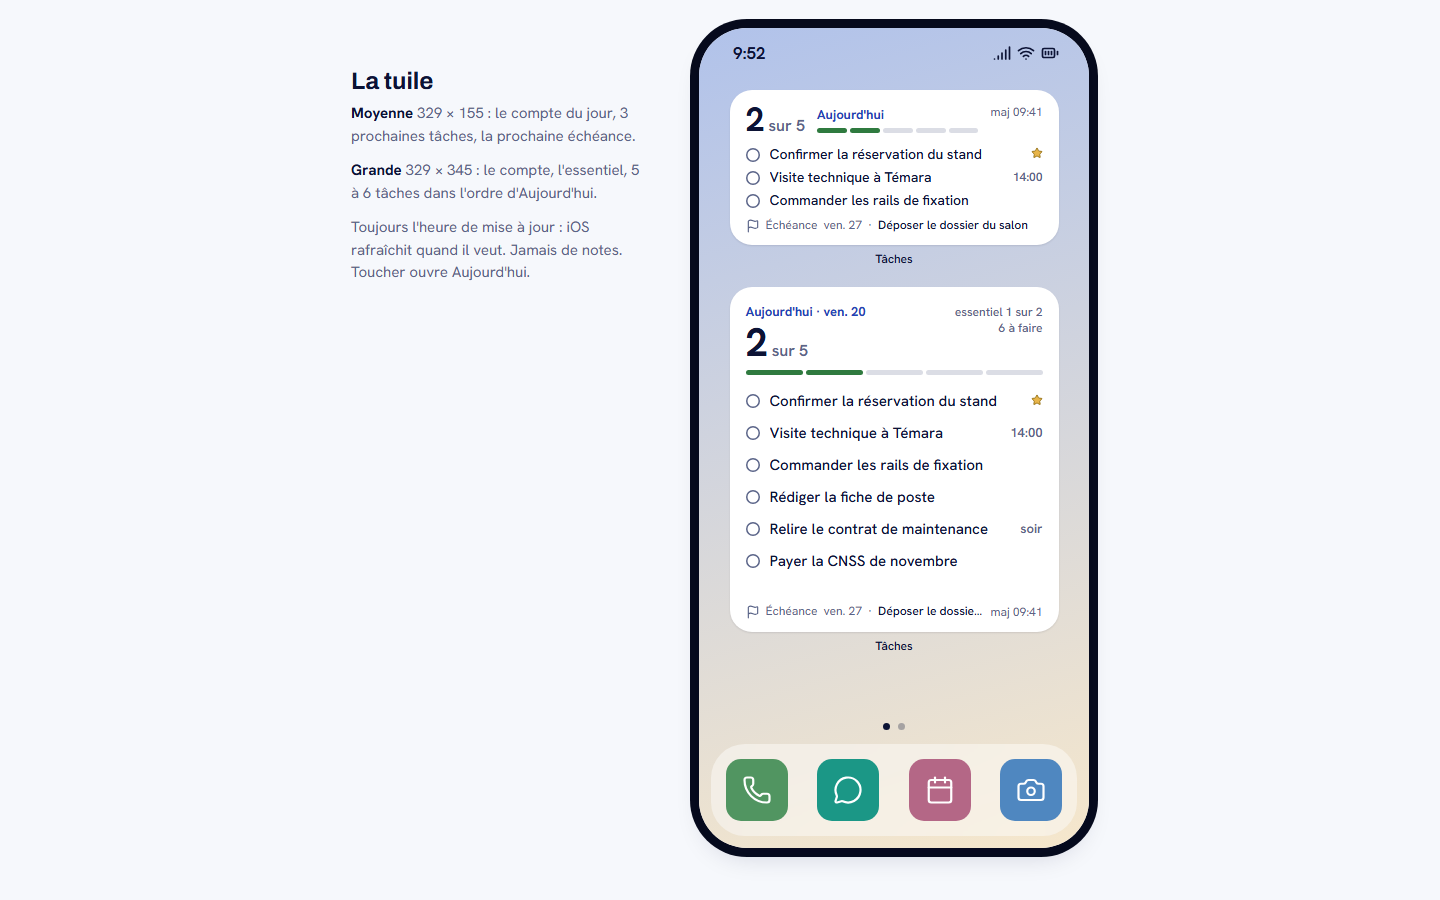 La tuile
Moyenne 329 × 155 : le compte du jour, 3
prochaines tâches, la prochaine échéance.
Grande 329 × 345 : le compte, l'essentiel, 5
à 6 tâches dans l'ordre d'Aujourd'hui.
Toujours l'heure de mise à jour : iOS
rafraîchit quand il veut. Jamais de notes.
Toucher ouvre Aujourd'hui.
9:52
2 sur 5 Aujourd'hui maj 09:41
Confirmer la réservation du stand
Visite technique à Témara 14:00
Commander les rails de fixation
Échéance ven. 27 · Déposer le dossier du salon
Tâches
Aujourd'hui · ven. 20 essentiel 1 sur 2
6 à faire
2 sur 5
Confirmer la réservation du stand
Visite technique à Témara 14:00
Commander les rails de fixation
Rédiger la fiche de poste
Relire le contrat de maintenance soir
Payer la CNSS de novembre
Échéance ven. 27 · Déposer le dossie... maj 09:41
Tâches